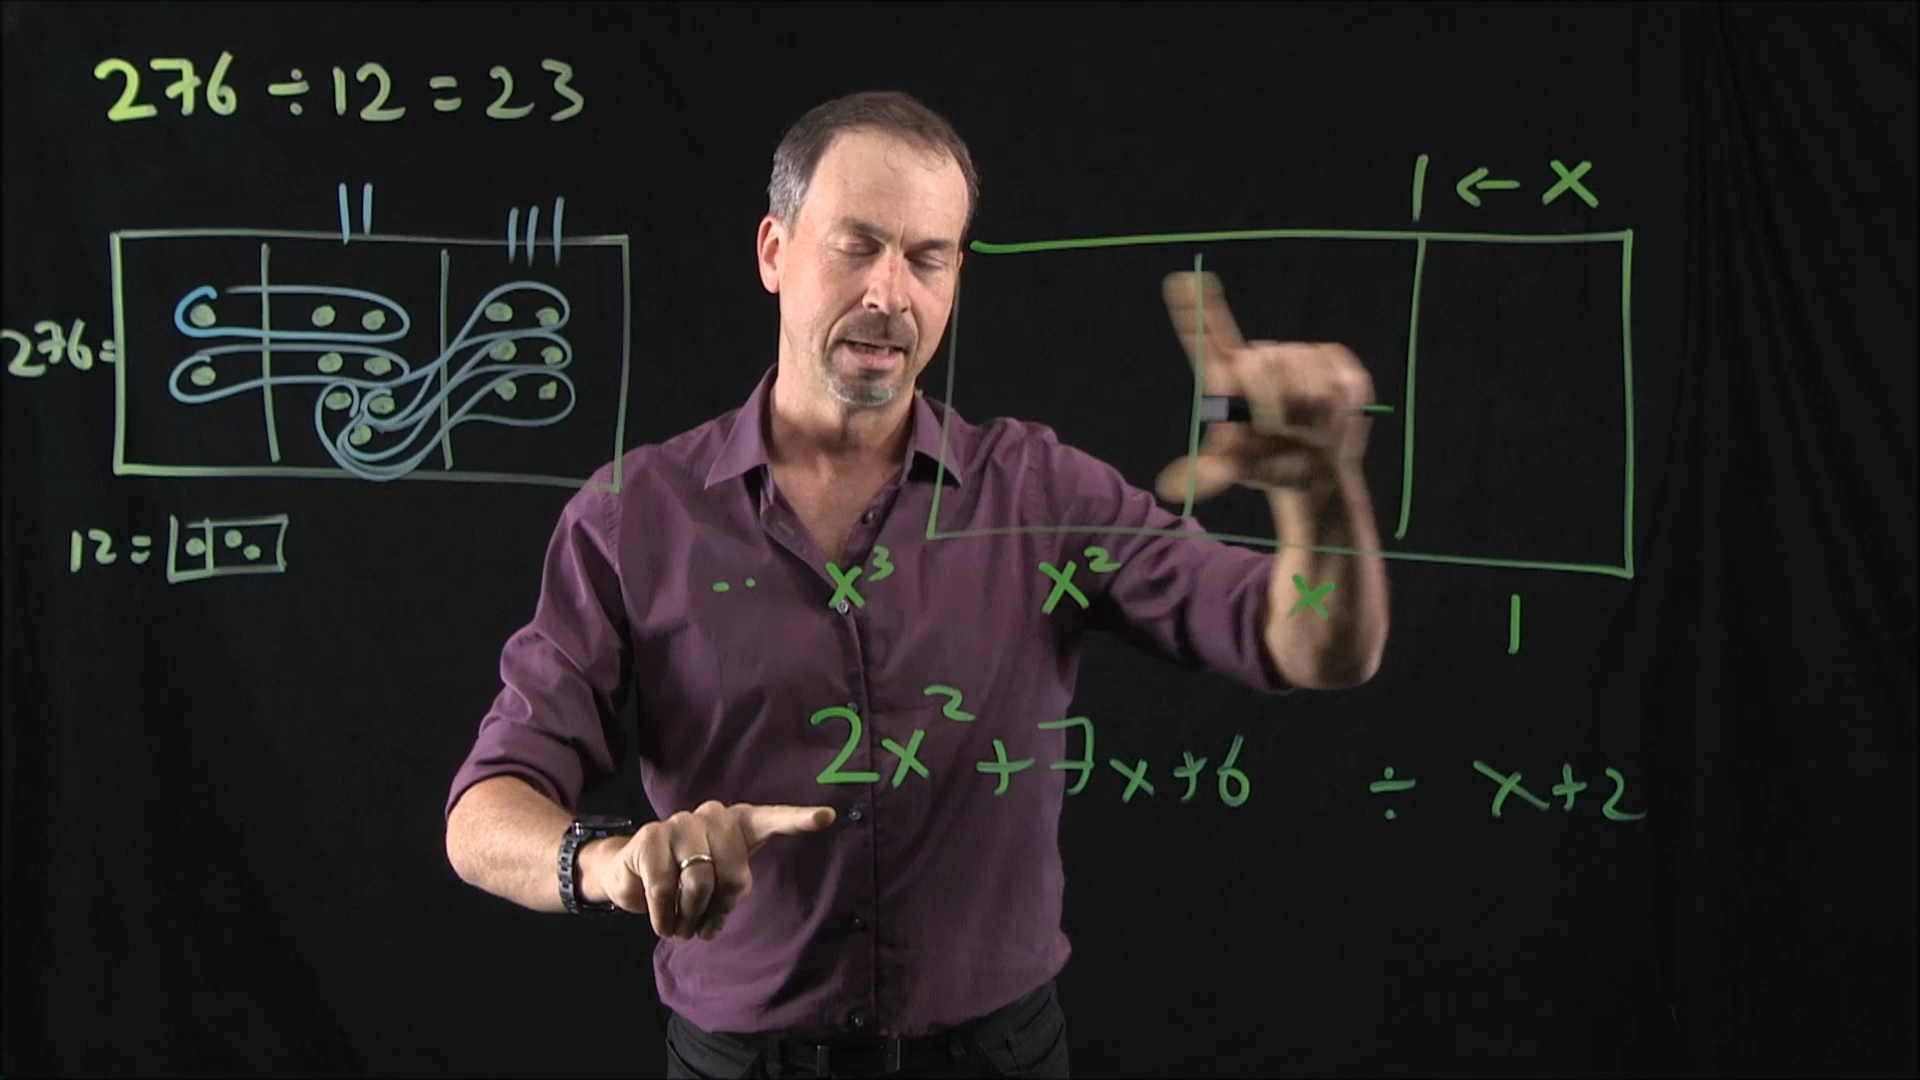 276 ÷ 12 = 23
1 ← x
|| |||
276 =
12 =
·· x³ x² x 1
2x² + 7x + 6 ÷ x + 2